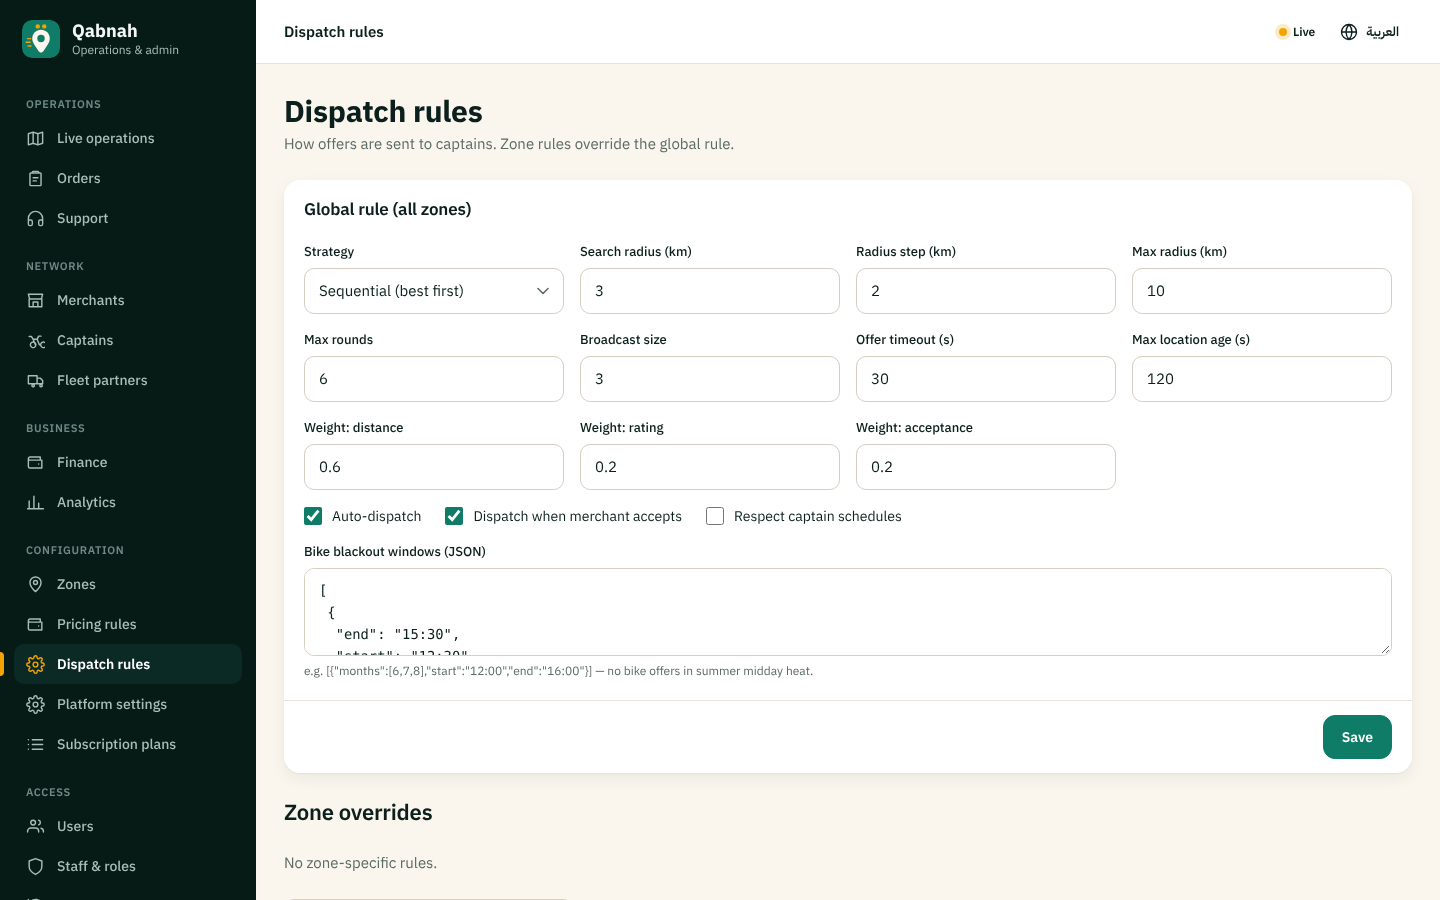 Qabnah
Operations & admin
OPERATIONS
Live operations
Orders
Support
NETWORK
Merchants
Captains
Fleet partners
BUSINESS
Finance
Analytics
CONFIGURATION
Zones
Pricing rules
Dispatch rules
Platform settings
Subscription plans
ACCESS
Users
Staff & roles
Dispatch rules
Live
العربية
Dispatch rules
How offers are sent to captains. Zone rules override the global rule.
Global rule (all zones)
Strategy Search radius (km) Radius step (km) Max radius (km)
Sequential (best first) 3 2 10
Max rounds Broadcast size Offer timeout (s) Max location age (s)
6 3 30 120
Weight: distance Weight: rating Weight: acceptance
0.6 0.2 0.2
Auto-dispatch Dispatch when merchant accepts Respect captain schedules
Bike blackout windows (JSON)
[
{
"end": "15:30",
"start": "12:30"
e.g. [{"months":[6,7,8],"start":"12:00","end":"16:00"}] — no bike offers in summer midday heat.
Save
Zone overrides
No zone-specific rules.